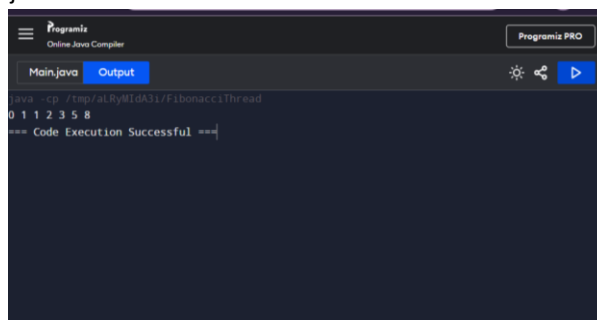 Programiz
Online Java Compiler
Programiz PRO
Main.java
Output
java -cp /tmp/aLRyMIdA3i/FibonacciThread
0 1 1 2 3 5 8
=== Code Execution Successful ===